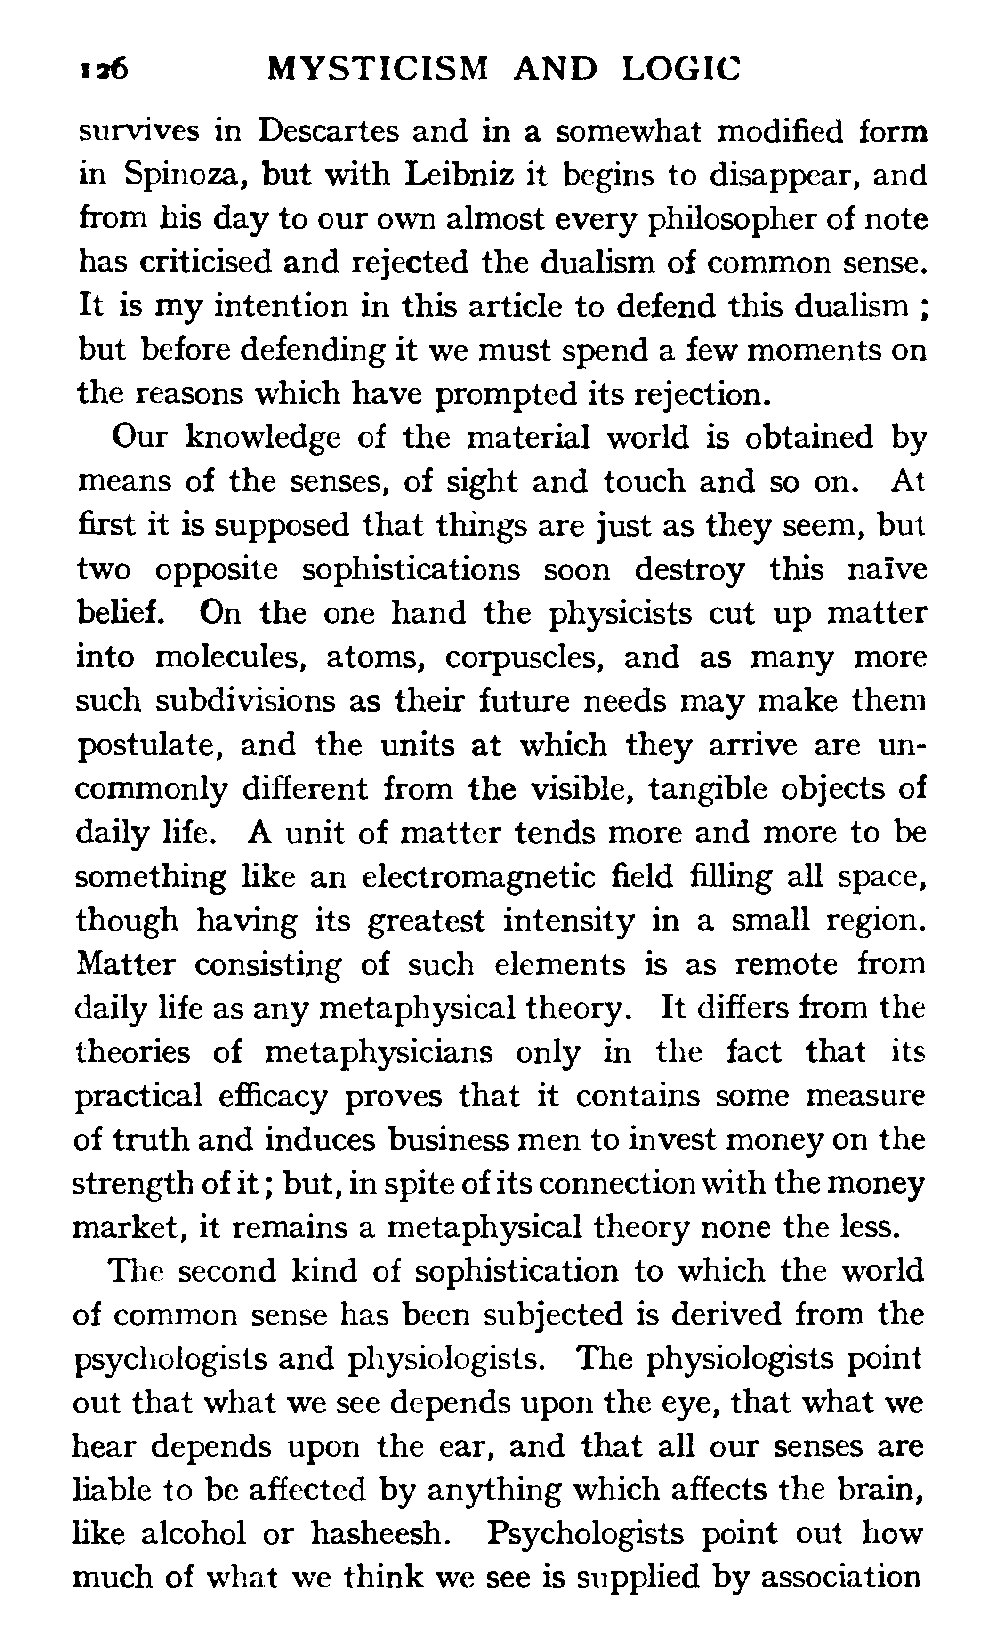 126 MYSTICISM AND LOGIC
survives in Descartes and in a somewhat modified form
in Spinoza, but with Leibniz it begins to disappear, and
from his day to our own almost every philosopher of note
has criticised and rejected the dualism of common sense.
It is my intention in this article to defend this dualism ;
but before defending it we must spend a few moments on
the reasons which have prompted its rejection.
Our knowledge of the material world is obtained by
means of the senses, of sight and touch and so on. At
first it is supposed that things are just as they seem, but
two opposite sophistications soon destroy this naïve
belief. On the one hand the physicists cut up matter
into molecules, atoms, corpuscles, and as many more
such subdivisions as their future needs may make them
postulate, and the units at which they arrive are un-
commonly different from the visible, tangible objects of
daily life. A unit of matter tends more and more to be
something like an electromagnetic field filling all space,
though having its greatest intensity in a small region.
Matter consisting of such elements is as remote from
daily life as any metaphysical theory. It differs from the
theories of metaphysicians only in the fact that its
practical efficacy proves that it contains some measure
of truth and induces business men to invest money on the
strength of it ; but, in spite of its connection with the money
market, it remains a metaphysical theory none the less.
The second kind of sophistication to which the world
of common sense has been subjected is derived from the
psychologists and physiologists. The physiologists point
out that what we see depends upon the eye, that what we
hear depends upon the ear, and that all our senses are
liable to be affected by anything which affects the brain,
like alcohol or hasheesh. Psychologists point out how
much of what we think we see is supplied by association